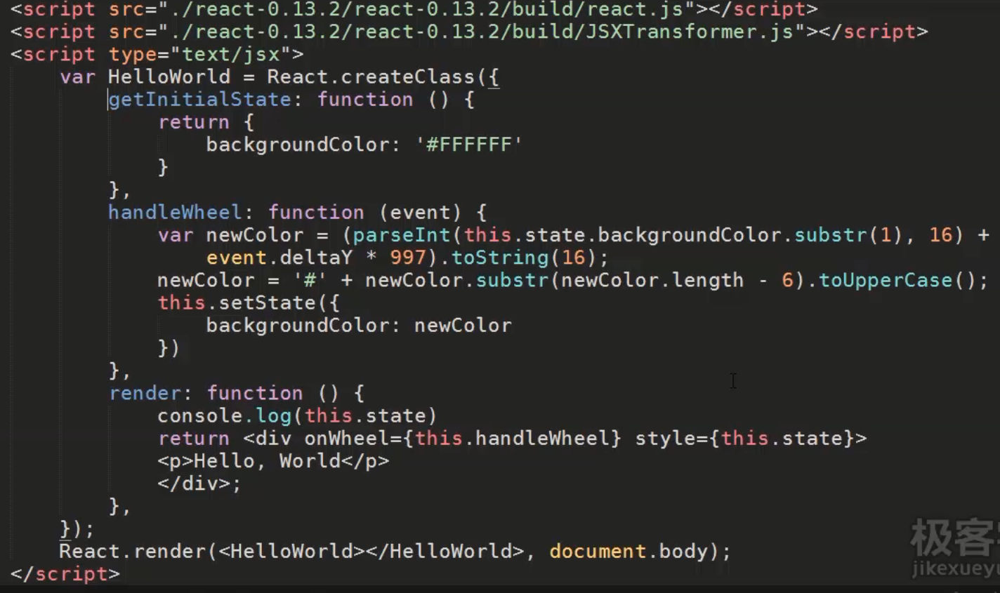 <script src="./react-0.13.2/react-0.13.2/build/react.js"></script>
<script src="./react-0.13.2/react-0.13.2/build/JSXTransformer.js"></script>
<script type="text/jsx">
    var HelloWorld = React.createClass({
        getInitialState: function () {
            return {
                backgroundColor: '#FFFFFF'
            }
        },
        handleWheel: function (event) {
            var newColor = (parseInt(this.state.backgroundColor.substr(1), 16) +
                event.deltaY * 997).toString(16);
            newColor = '#' + newColor.substr(newColor.length - 6).toUpperCase();
            this.setState({
                backgroundColor: newColor
            })
        },
        render: function () {
            console.log(this.state)
            return <div onWheel={this.handleWheel} style={this.state}>
            <p>Hello, World</p>
            </div>;
        },
    });
    React.render(<HelloWorld></HelloWorld>, document.body);
</script>
极客
jikexueyu